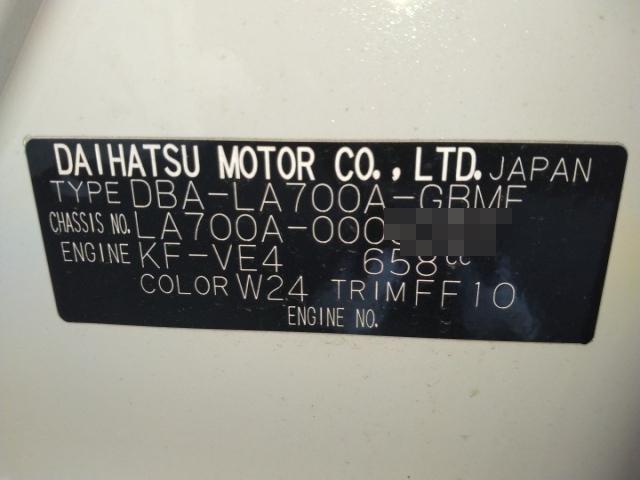 DAIHATSU MOTOR CO., LTD. JAPAN
TYPE DBA-LA700A-GBMF
CHASSIS NO. LA700A-000
ENGINE KF-VE4 658cc
COLOR W24 TRIM FF10
ENGINE NO.